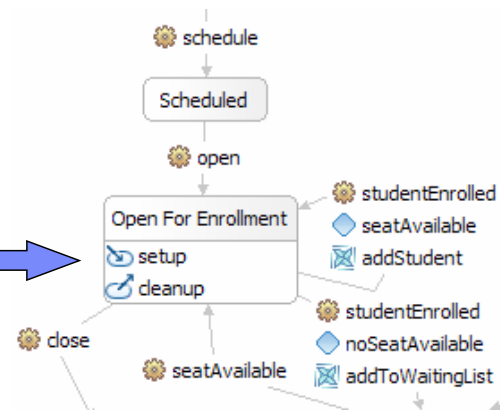 schedule
Scheduled
open
Open For Enrollment
setup
cleanup
studentEnrolled
seatAvailable
addStudent
studentEnrolled
noSeatAvailable
addToWaitingList
close
seatAvailable